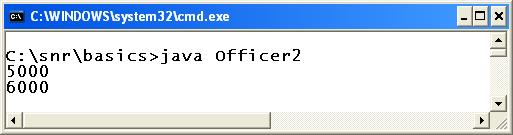 C:\WINDOWS\system32\cmd.exe
C:\snr\basics>java Officer2
5000
6000